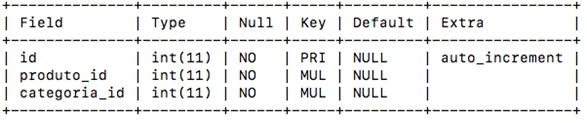 +--------------+---------+------+-----+---------+----------------+
| Field        | Type    | Null | Key | Default | Extra          |
+--------------+---------+------+-----+---------+----------------+
| id           | int(11) | NO   | PRI | NULL    | auto_increment |
| produto_id   | int(11) | NO   | MUL | NULL    |                |
| categoria_id | int(11) | NO   | MUL | NULL    |                |
+--------------+---------+------+-----+---------+----------------+